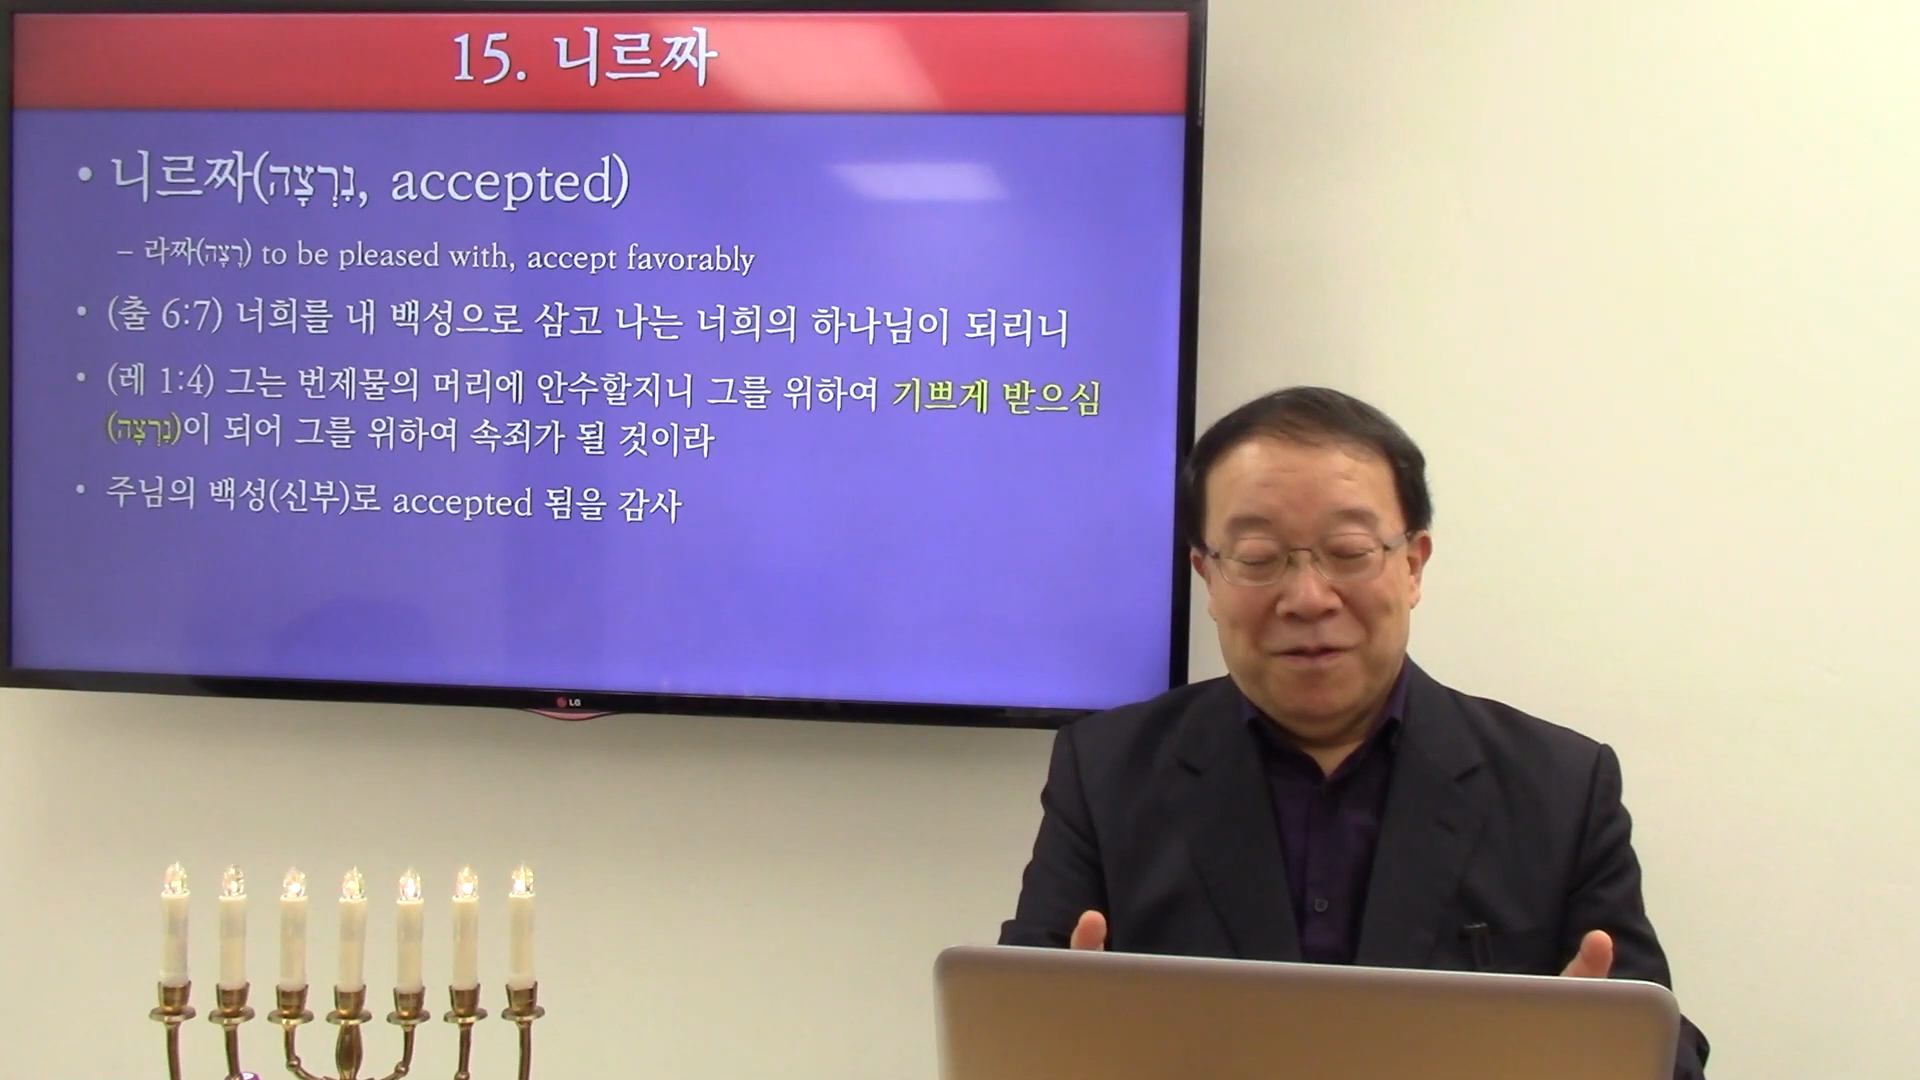 15. 니르짜
• 니르짜(נִרְצָה, accepted)
– 라짜(רָצָה) to be pleased with, accept favorably
• (출 6:7) 너희를 내 백성으로 삼고 나는 너희의 하나님이 되리니
• (레 1:4) 그는 번제물의 머리에 안수할지니 그를 위하여 기쁘게 받으심
(נִרְצָה)이 되어 그를 위하여 속죄가 될 것이라
• 주님의 백성(신부)로 accepted 됨을 감사
LG